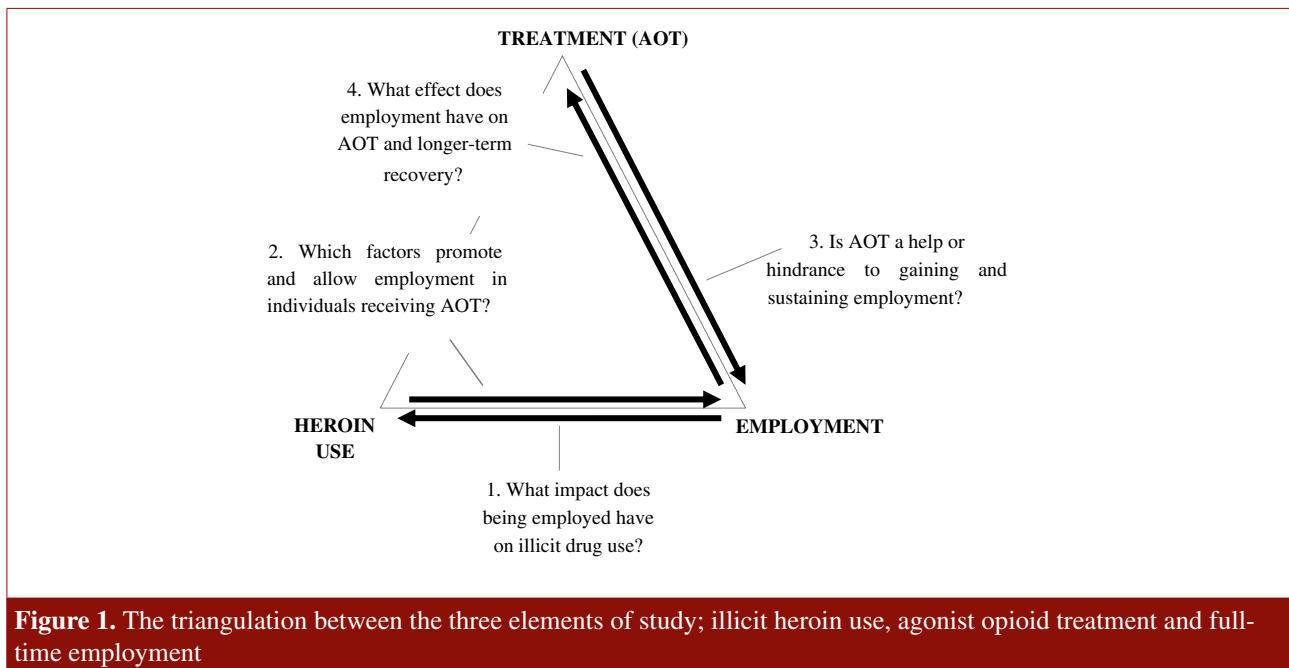 TREATMENT (AOT)
4. What effect does
employment have on
AOT and longer-term
recovery?
2. Which factors promote
and allow employment in
individuals receiving AOT?
3. Is AOT a help or
hindrance to gaining and
sustaining employment?
HEROIN
USE
EMPLOYMENT
1. What impact does
being employed have
on illicit drug use?
Figure 1. The triangulation between the three elements of study; illicit heroin use, agonist opioid treatment and full-
time employment